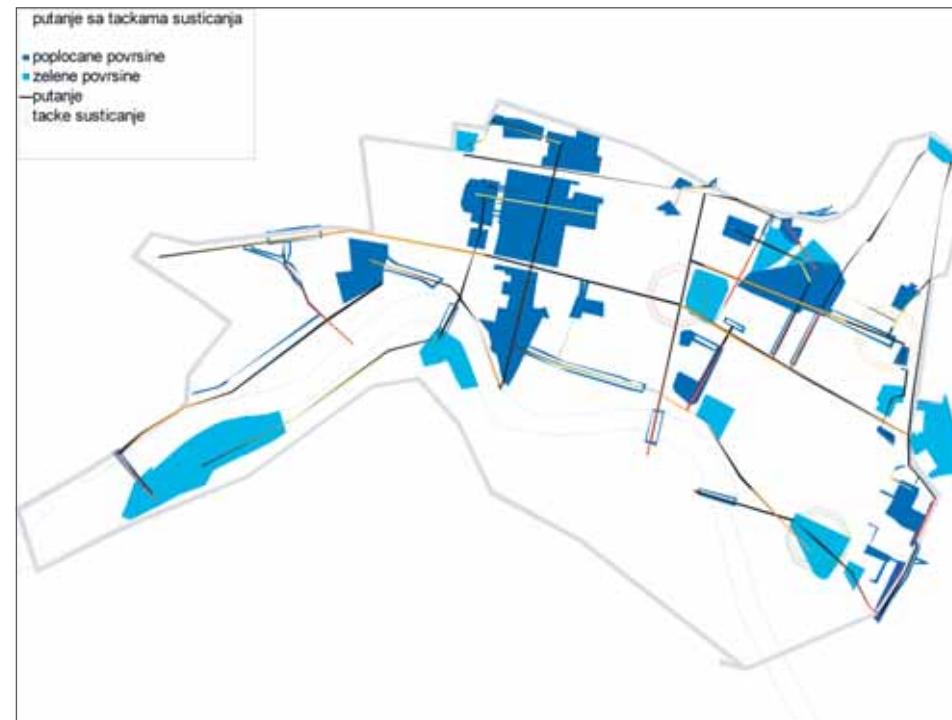 putanje sa tackama susticanja
poplocane povrsine
zelene povrsine
putanje
tacke susticanje